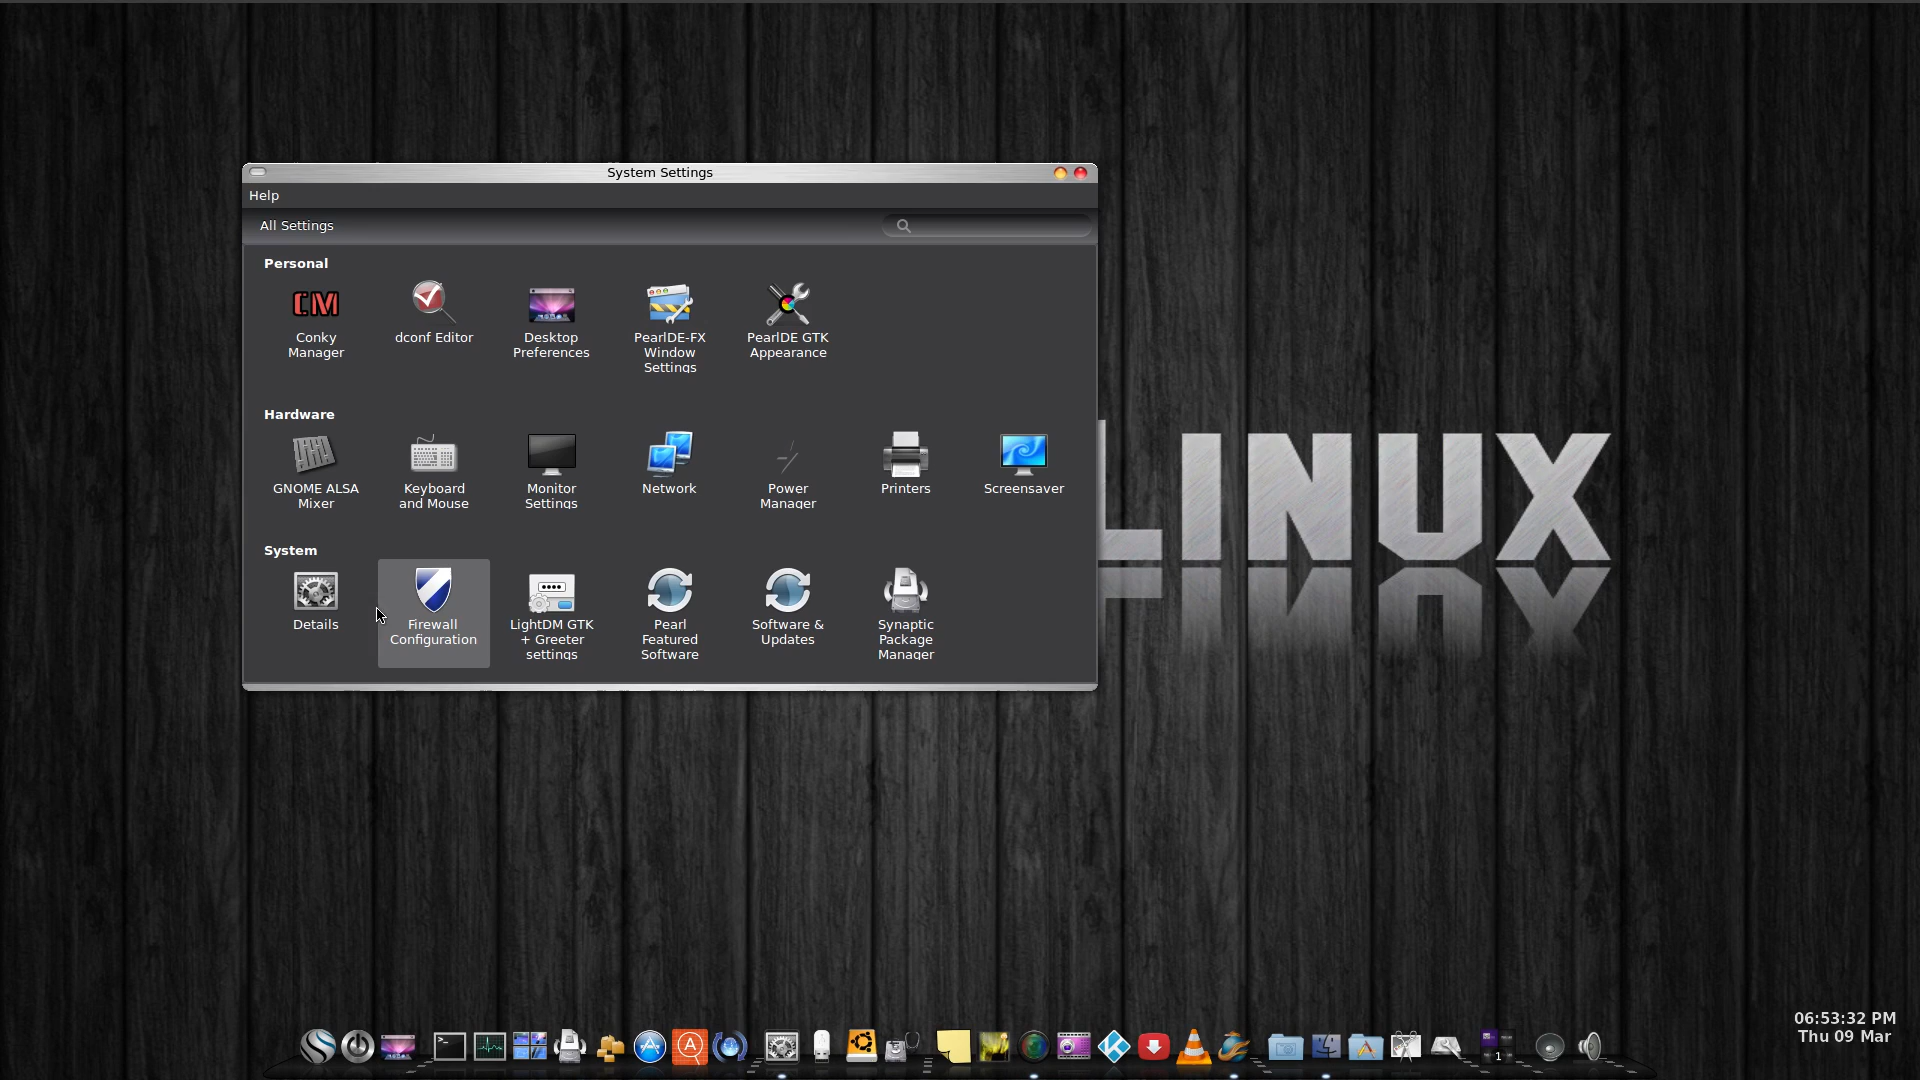 System Settings
Help
All Settings
Personal
Conky
Manager
dconf Editor
Desktop
Preferences
PearlDE-FX
Window
Settings
PearlDE GTK
Appearance
Hardware
GNOME ALSA
Mixer
Keyboard
and Mouse
Monitor
Settings
Network
Power
Manager
Printers
Screensaver
System
Details
Firewall
Configuration
LightDM GTK
+ Greeter
settings
Pearl
Featured
Software
Software &
Updates
Synaptic
Package
Manager
CM
LINUX
1
06:53:32 PM
Thu 09 Mar